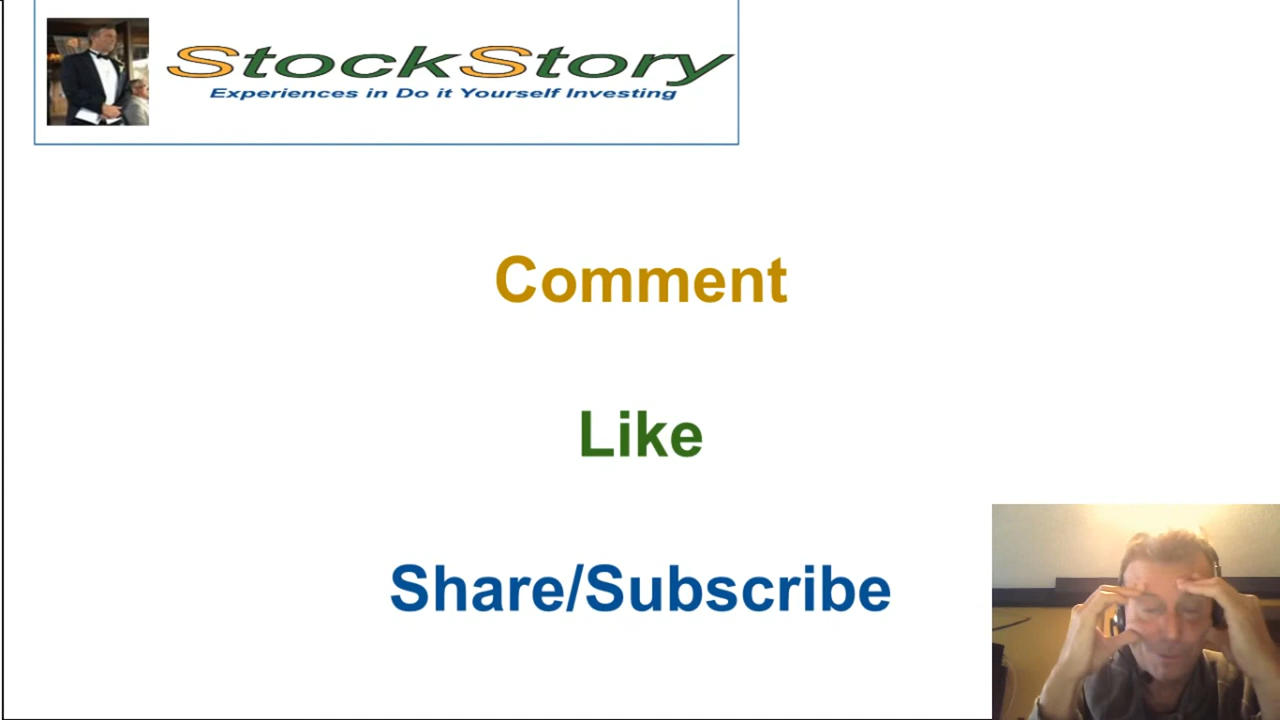 StockStory
Experiences in Do it Yourself Investing
Comment
Like
Share/Subscribe